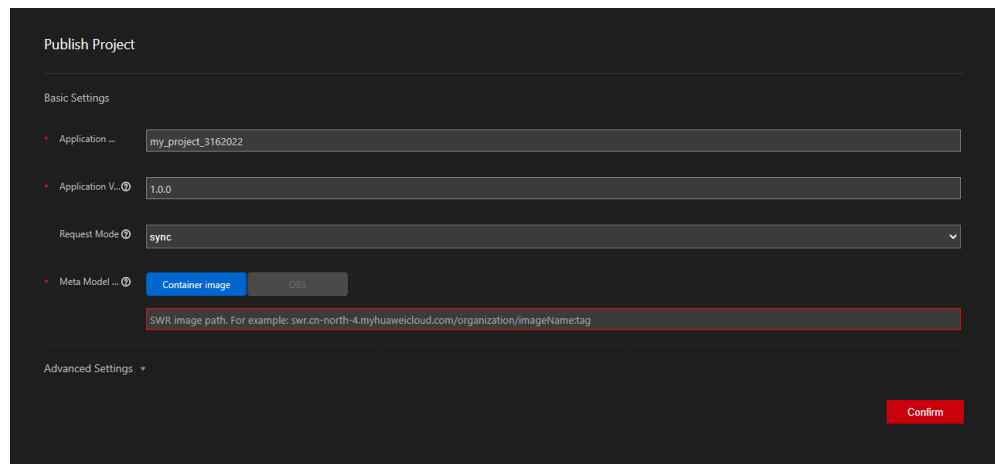 Publish Project
Basic Settings
* Application ...
my_project_3162022
* Application V...
1.0.0
Request Mode
sync
* Meta Model ...
Container image
OBS
SWR image path. For example: swr.cn-north-4.myhuaweicloud.com/organization/imageName:tag
Advanced Settings
Confirm